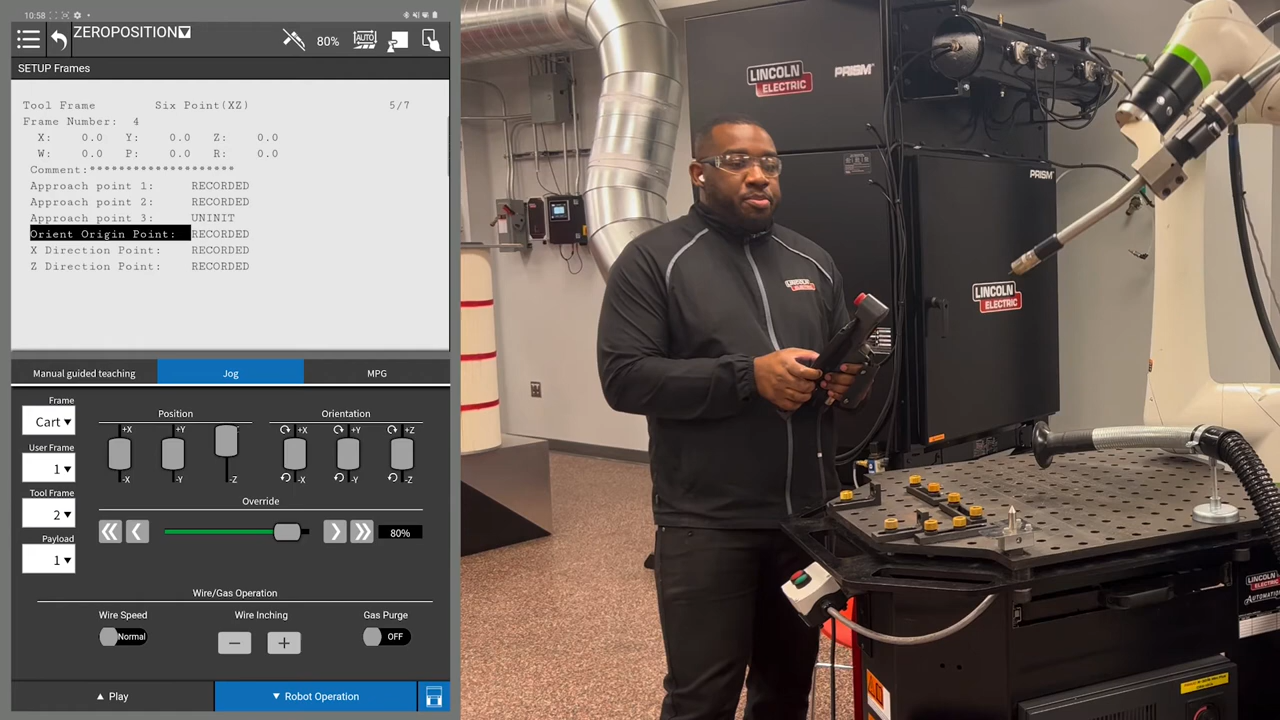 10:58
ZEROPOSITION
80%
AUTO
SETUP Frames
Tool Frame Six Point(XZ) 5/7
Frame Number: 4
X: 0.0 Y: 0.0 Z: 0.0
W: 0.0 P: 0.0 R: 0.0
Comment:******************
Approach point 1: RECORDED
Approach point 2: RECORDED
Approach point 3: UNINIT
Orient Origin Point: RECORDED
X Direction Point: RECORDED
Z Direction Point: RECORDED
Manual guided teaching Jog MPG
Frame
Cart
User Frame
1
Tool Frame
2
Payload
1
Position Orientation
+X +Y +X +Y +Z
-X -Y -Z -X -Y -Z
Override
80%
Wire/Gas Operation
Wire Speed Wire Inching Gas Purge
Normal − + OFF
▲ Play ▼ Robot Operation
LINCOLN
ELECTRIC
PRISM
PRISM
LINCOLN
ELECTRIC
LINCOLN
ELECTRIC
LINCOLN
ELECTRIC
AUTOMATION